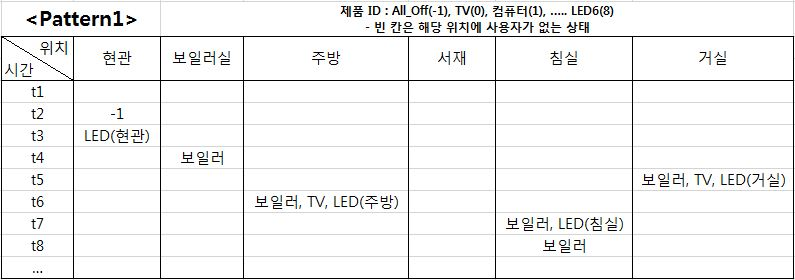 <Pattern1>
제품 ID : All_Off(-1), TV(0), 컴퓨터(1), ..... LED6(8)
- 빈 칸은 해당 위치에 사용자가 없는 상태
위치
시간
현관 보일러실 주방 서재 침실 거실
t1
t2 -1
t3 LED(현관)
t4 보일러
t5 보일러, TV, LED(거실)
t6 보일러, TV, LED(주방)
t7 보일러, LED(침실)
t8 보일러
...